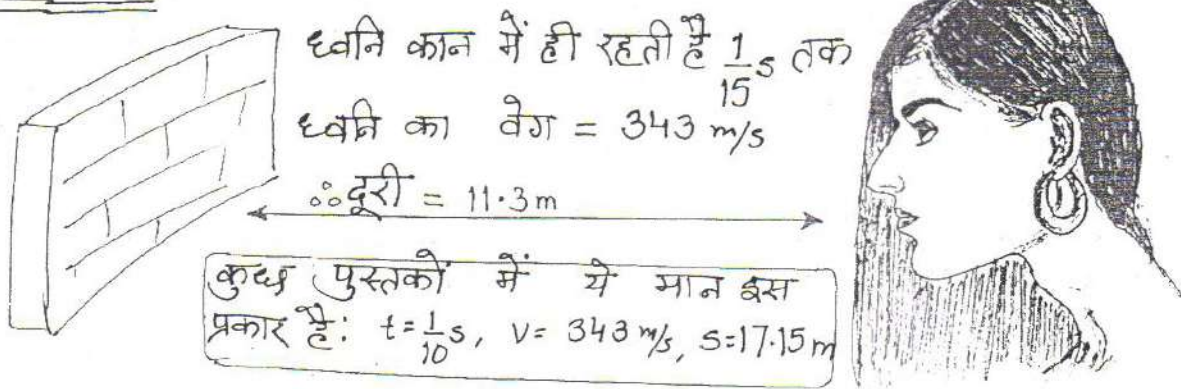 ध्वनि कान में ही रहती है 1/15 s तक
ध्वनि का वेग = 343 m/s
∴ दूरी = 11.3 m
कुछ पुस्तकों में ये मान इस
प्रकार है: t = 1/10 s, v = 343 m/s, s = 17.15 m